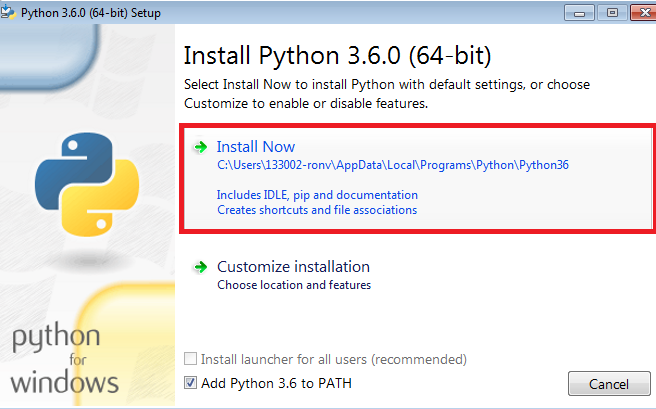 Python 3.6.0 (64-bit) Setup
Install Python 3.6.0 (64-bit)
Select Install Now to install Python with default settings, or choose
Customize to enable or disable features.
Install Now
C:\Users\133002-ronv\AppData\Local\Programs\Python\Python36
Includes IDLE, pip and documentation
Creates shortcuts and file associations
Customize installation
Choose location and features
python
for
windows
Install launcher for all users (recommended)
Add Python 3.6 to PATH
Cancel